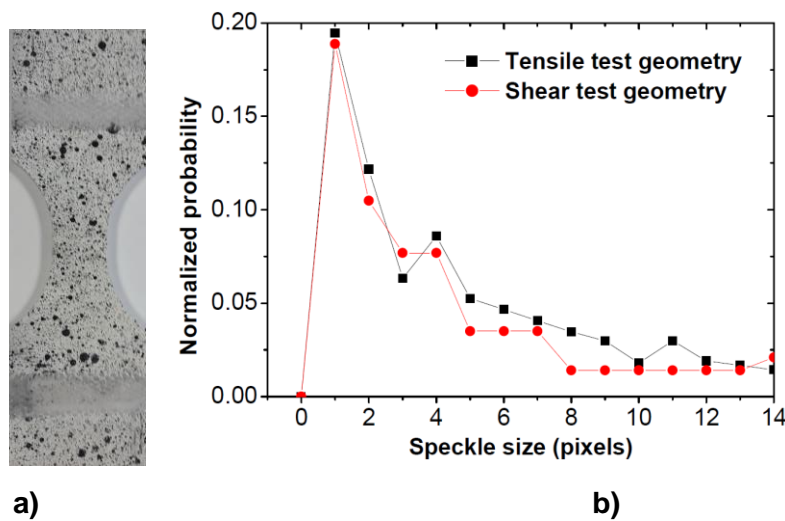 0.20
0.15
0.10
0.05
0.00
Normalized probability
Tensile test geometry
Shear test geometry
0 2 4 6 8 10 12 14
Speckle size (pixels)
a) b)